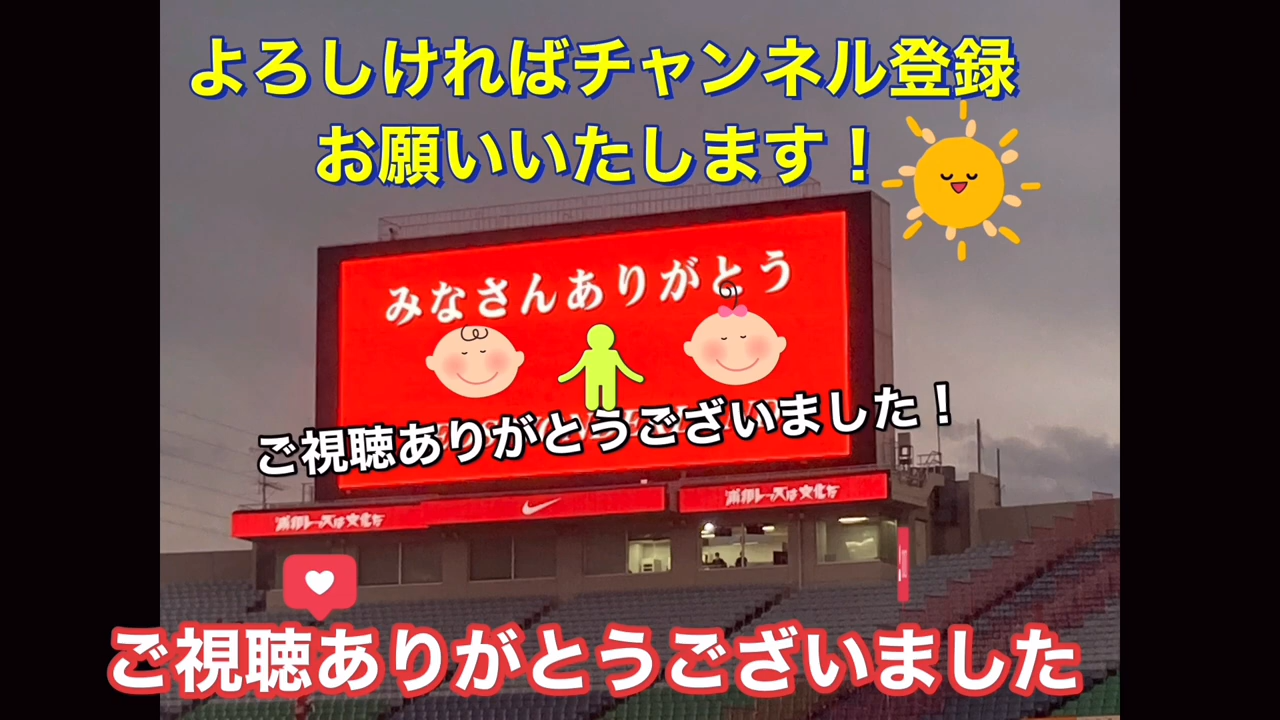 よろしければチャンネル登録
お願いいたします！
みなさんありがとう
ご視聴ありがとうございました！
ご視聴ありがとうございました